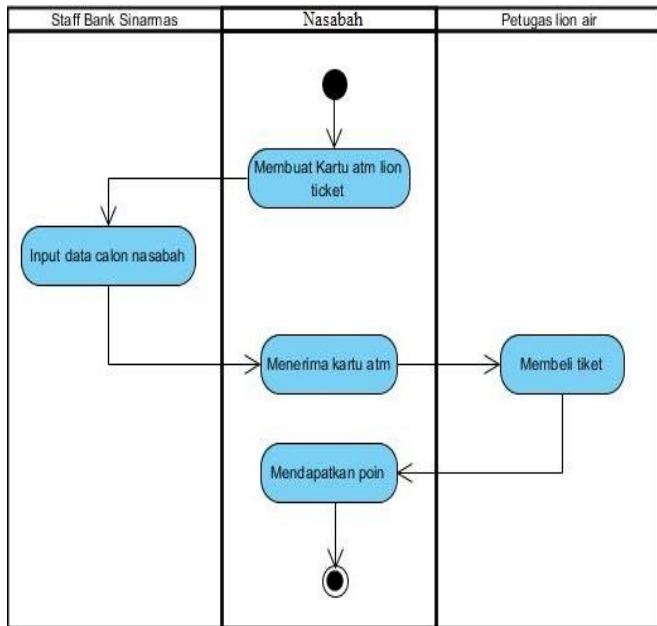 Staff Bank Sinarmas
Nasabah
Petugas lion air
Membuat Kartu atm lion
ticket
Input data calon nasabah
Menerima kartu atm
Membeli tiket
Mendapatkan poin